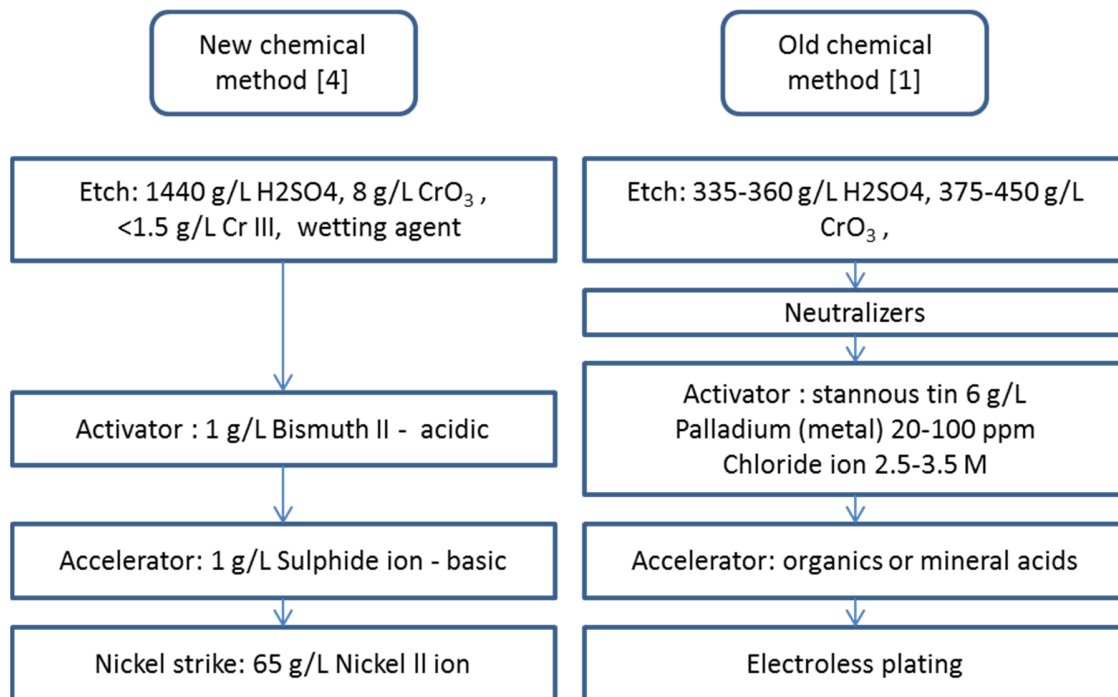 New chemical
method [4]
Old chemical
method [1]
Etch: 1440 g/L H2SO4, 8 g/L CrO₃ ,
<1.5 g/L Cr III, wetting agent
Etch: 335-360 g/L H2SO4, 375-450 g/L
CrO₃ ,
Neutralizers
Activator : 1 g/L Bismuth II - acidic
Activator : stannous tin 6 g/L
Palladium (metal) 20-100 ppm
Chloride ion 2.5-3.5 M
Accelerator: 1 g/L Sulphide ion - basic
Accelerator: organics or mineral acids
Nickel strike: 65 g/L Nickel ll ion
Electroless plating